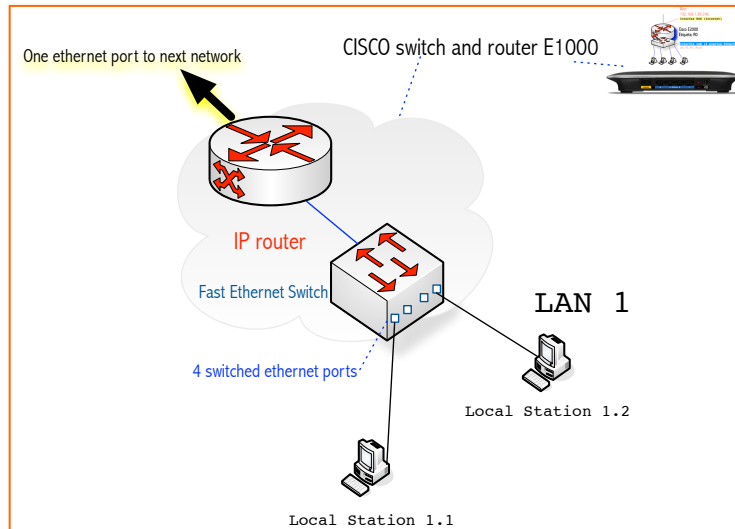 One ethernet port to next network
CISCO switch and router E1000
IP router
Fast Ethernet Switch
LAN 1
4 switched ethernet ports
Local Station 1.2
Local Station 1.1